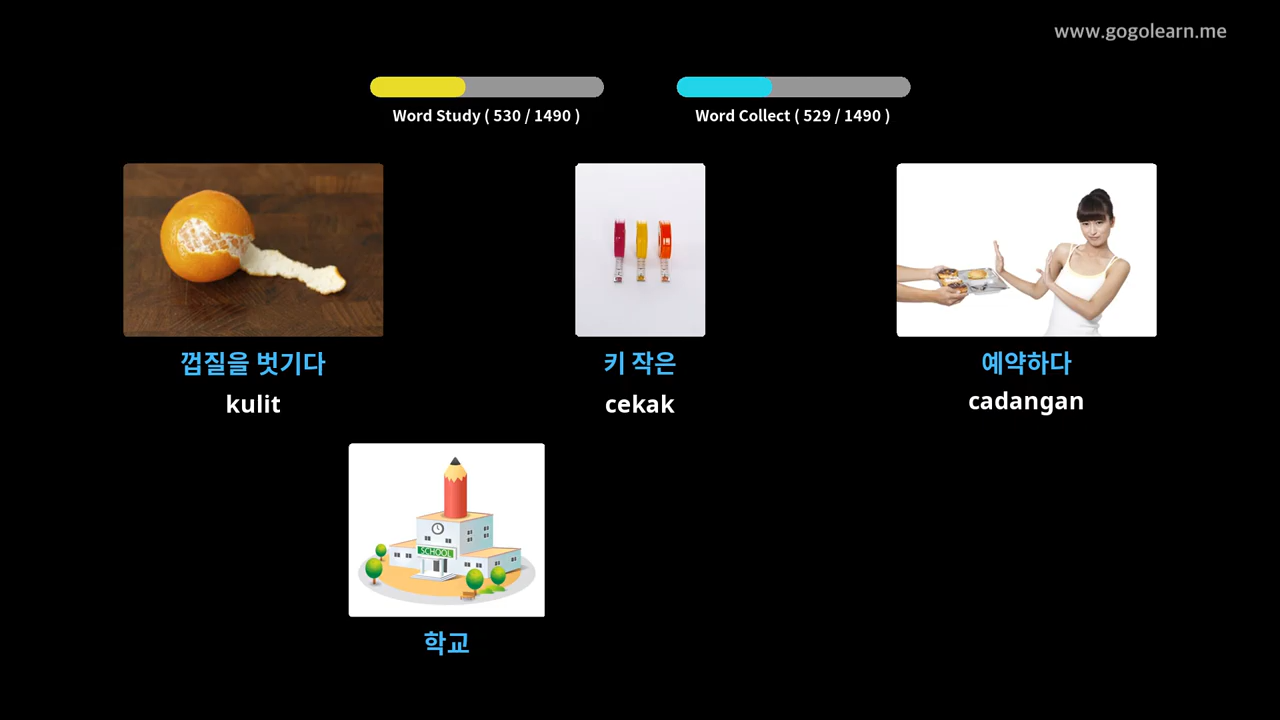 www.gogolearn.me
Word Study ( 530 / 1490 )
Word Collect ( 529 / 1490 )
껍질을 벗기다
키 작은
예약하다
kulit
cekak
cadangan
SCHOOL
학교